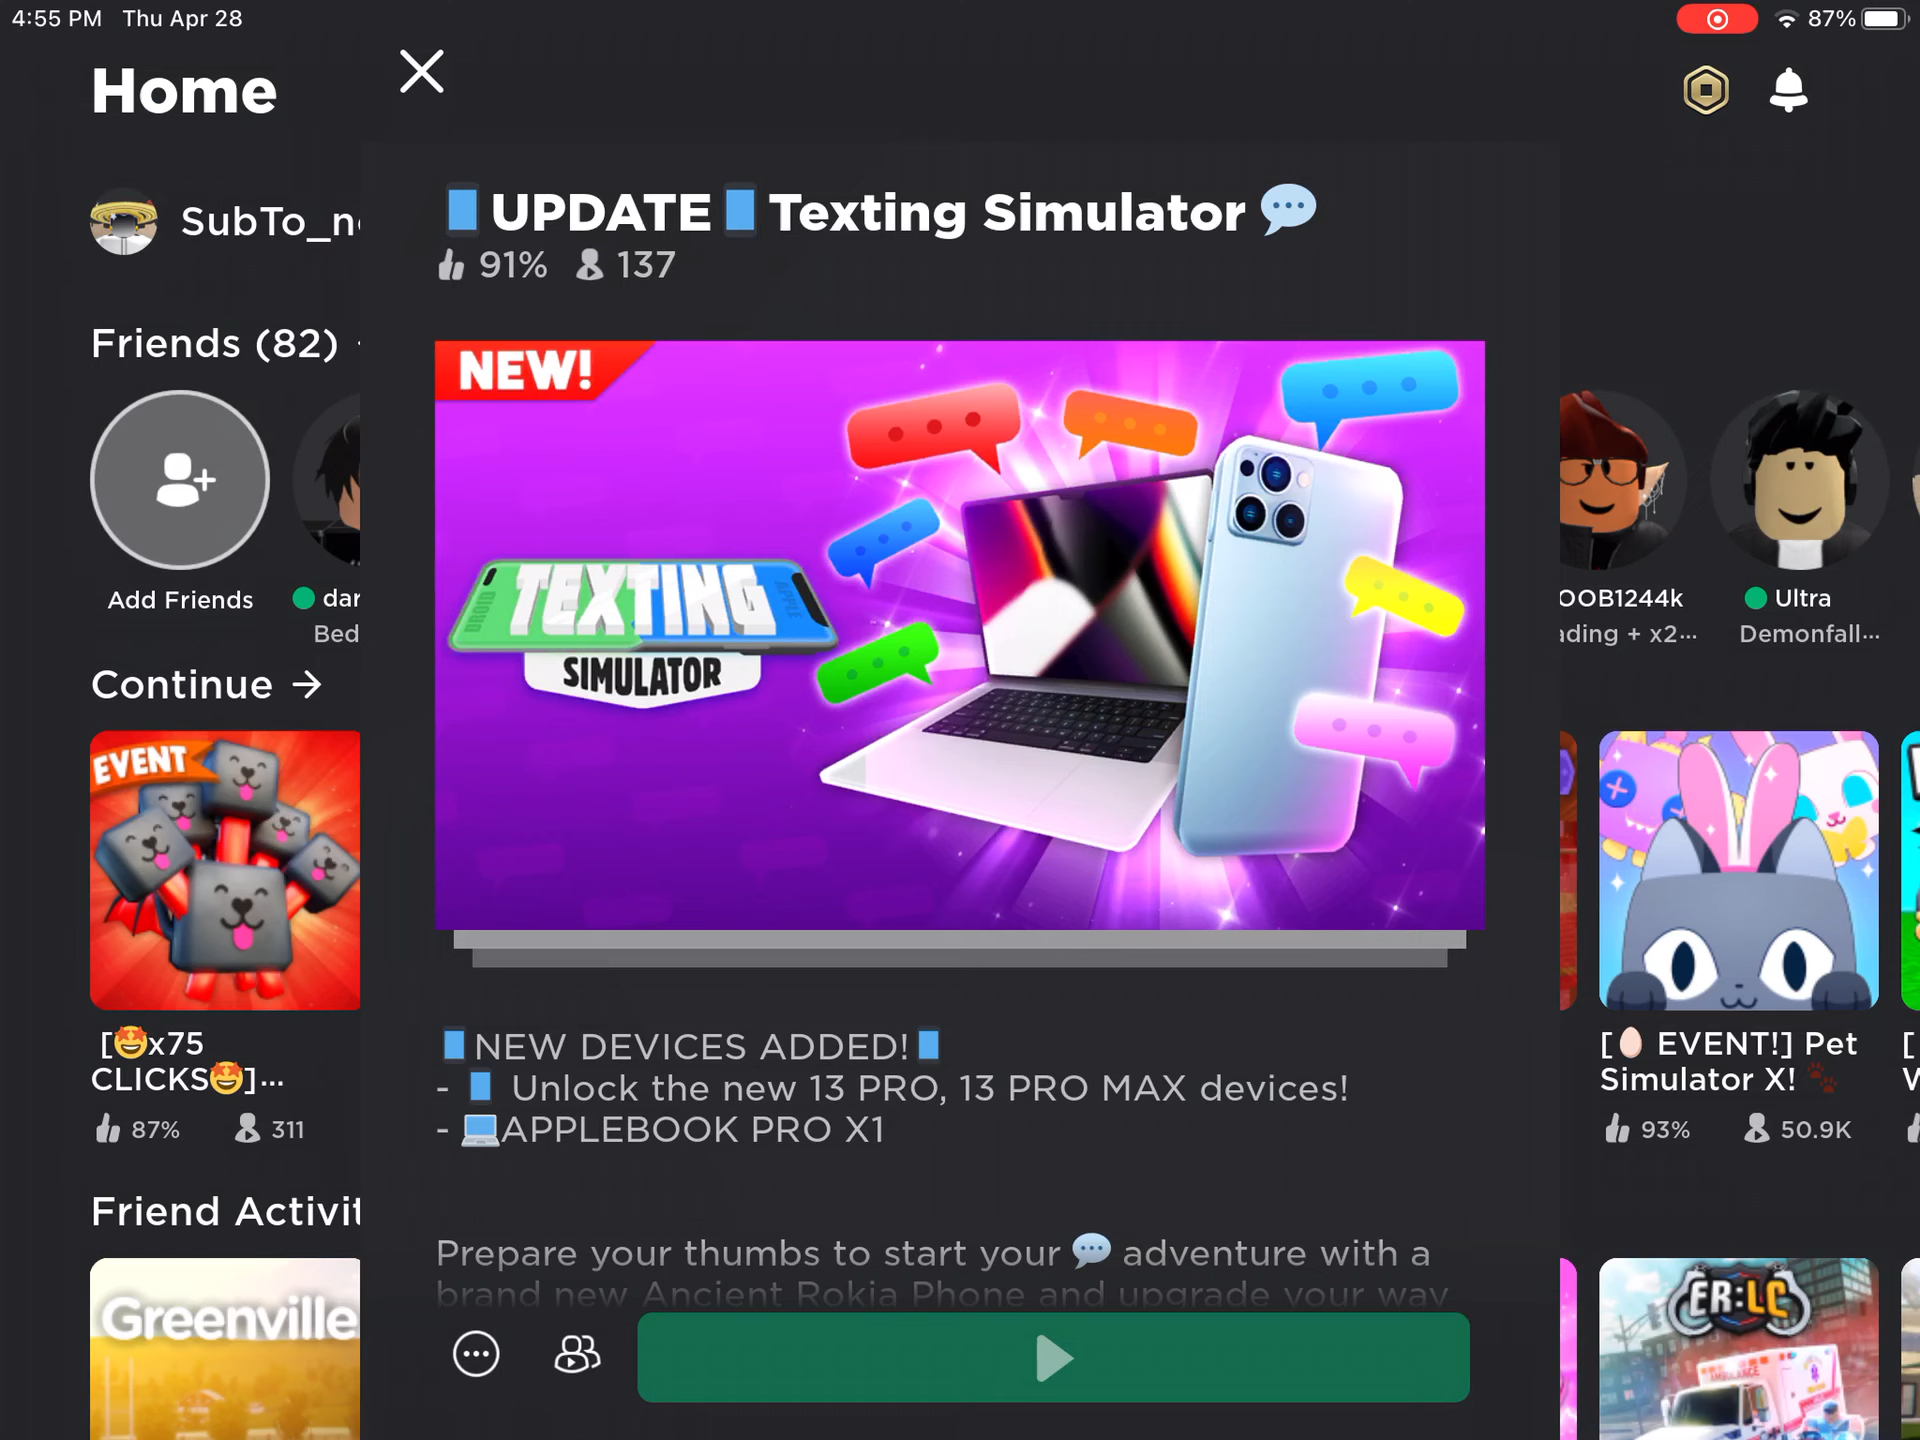 4:55 PM Thu Apr 28
87%
Home
📱UPDATE📱Texting Simulator 💬
91% 137
SubTo_n
Friends (82)
NEW!
TEXTING
SIMULATOR
DROID
APPLE
Add Friends
dar
Bed
OOB1244k
ading + x2...
Ultra
Demonfall...
Continue →
EVENT
[🤩x75
CLICKS🤩]...
87% 311
[🥚 EVENT!] Pet
Simulator X! 🐾
93% 50.9K
[
📱NEW DEVICES ADDED!📱
- 📱 Unlock the new 13 PRO, 13 PRO MAX devices!
- 💻APPLEBOOK PRO X1
Prepare your thumbs to start your 💬 adventure with a
brand new Ancient Rokia Phone and upgrade your way
Friend Activit
Greenville
ER:LC
AMBULANCE